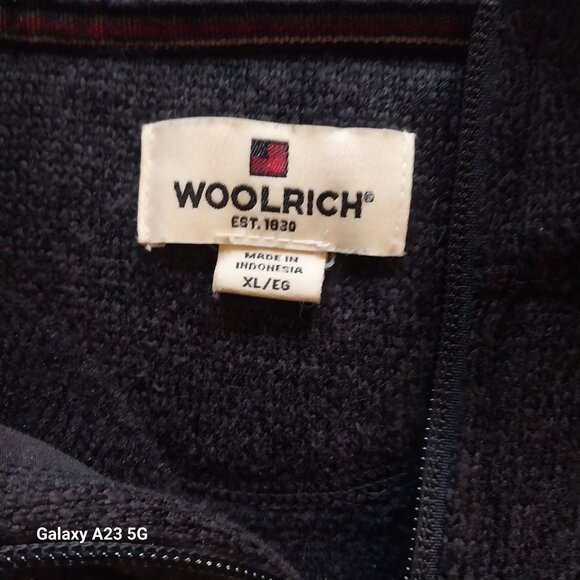 WOOLRICH®
EST. 1830
MADE IN
INDONESIA
XL/EG
Galaxy A23 5G